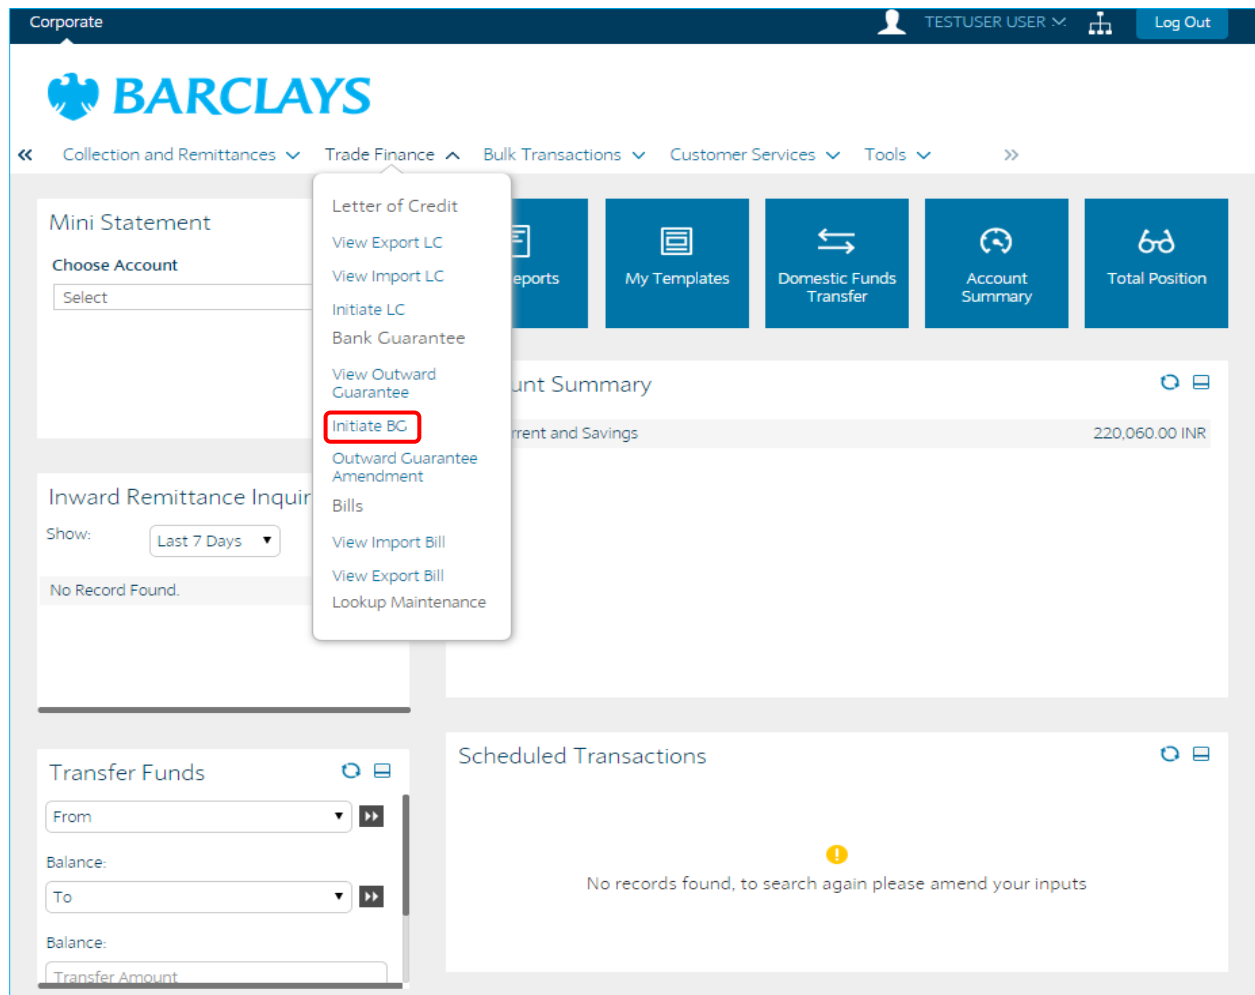 Corporate
TESTUSER USER
Log Out
BARCLAYS
Collection and Remittances
Trade Finance
Bulk Transactions
Customer Services
Tools
Letter of Credit
View Export LC
View Import LC
Initiate LC
Bank Guarantee
View Outward
Guarantee
Initiate BG
Outward Guarantee
Amendment
Bills
View Import Bill
View Export Bill
Lookup Maintenance
Mini Statement
Choose Account
Select
eports
My Templates
Domestic Funds
Transfer
Account
Summary
Total Position
unt Summary
rrent and Savings
220,060.00 INR
Inward Remittance Inquir
Show:
Last 7 Days
No Record Found.
Transfer Funds
From
Balance:
To
Balance:
Transfer Amount
Scheduled Transactions
No records found, to search again please amend your inputs